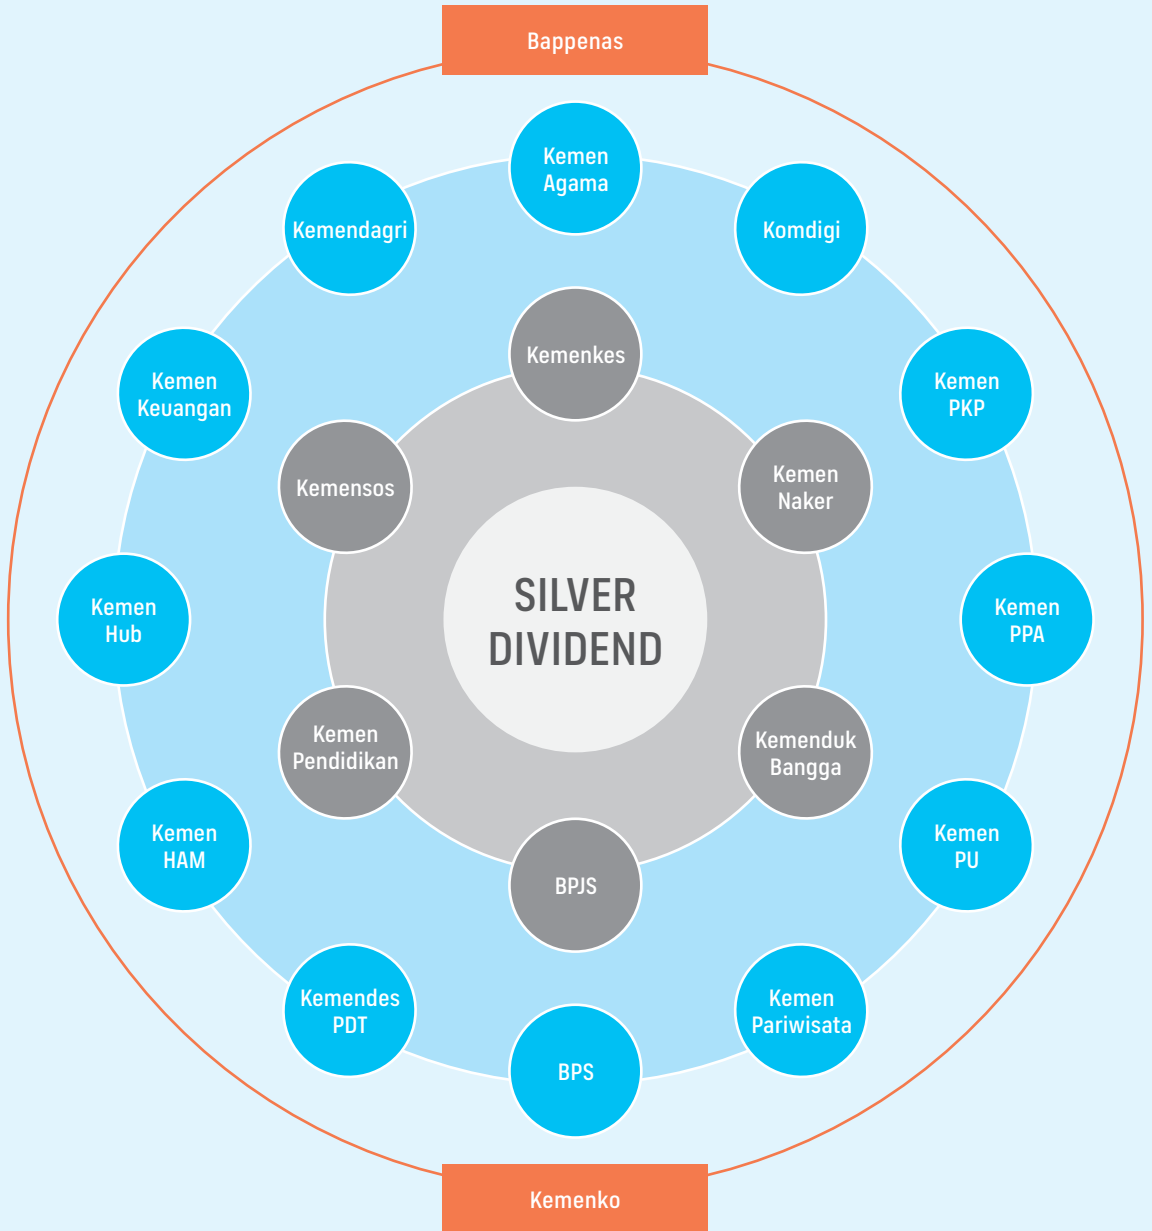 Bappenas
Kemen
Agama
Kemendagri
Komdigi
Kemenkes
Kemen
Keuangan
Kemen
PKP
Kemensos
Kemen
Naker
SILVER
DIVIDEND
Kemen
Hub
Kemen
PPA
Kemen
Pendidikan
Kemenduk
Bangga
Kemen
HAM
Kemen
PU
BPJS
Kemendes
PDT
Kemen
Pariwisata
BPS
Kemenko